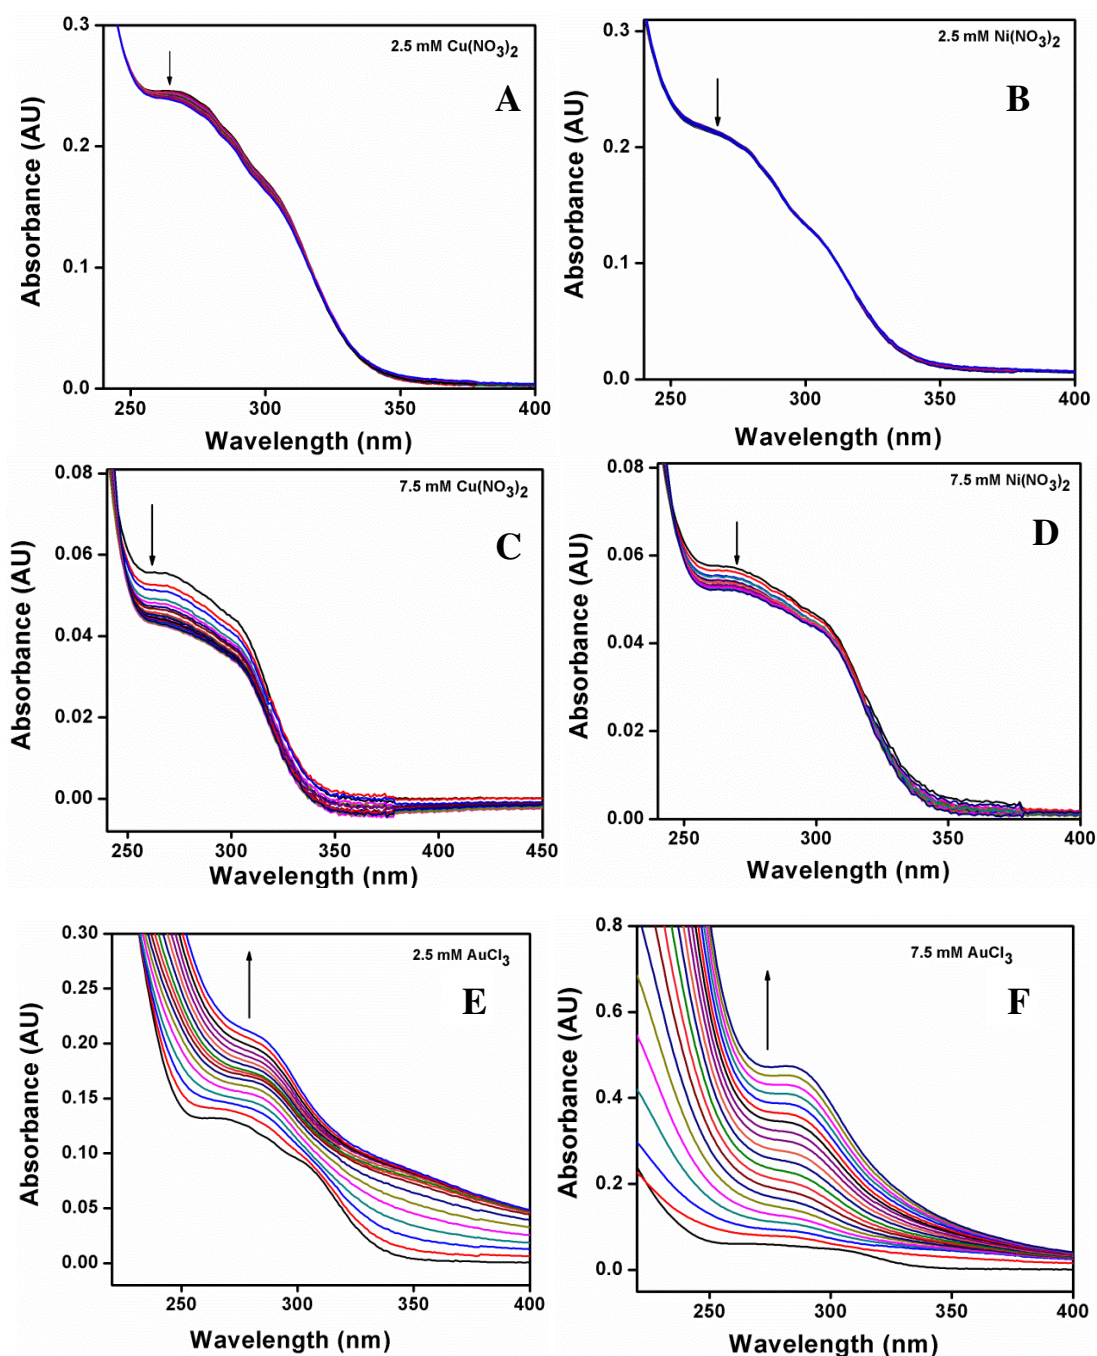 0.3
0.2
0.1
0.0
250 300 350 400
Absorbance (AU)
Wavelength (nm)
2.5 mM Cu(NO3)2
A
0.3
0.2
0.1
0.0
250 300 350 400
Absorbance (AU)
Wavelength (nm)
2.5 mM Ni(NO3)2
B
0.08
0.06
0.04
0.02
0.00
250 300 350 400 450
Absorbance (AU)
Wavelength (nm)
7.5 mM Cu(NO3)2
C
0.08
0.06
0.04
0.02
0.00
250 300 350 400
Absorbance (AU)
Wavelength (nm)
7.5 mM Ni(NO3)2
D
0.30
0.25
0.20
0.15
0.10
0.05
0.00
250 300 350 400
Absorbance (AU)
Wavelength (nm)
2.5 mM AuCl3
E
0.8
0.6
0.4
0.2
0.0
250 300 350 400
Absorbance (AU)
Wavelength (nm)
7.5 mM AuCl3
F